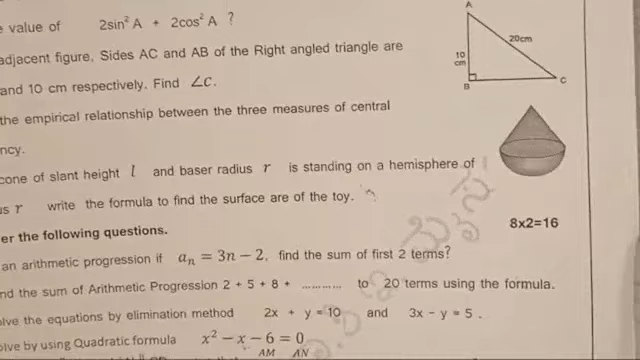 e value of 2sin² A + 2cos² A ?
adjacent figure, Sides AC and AB of the Right angled triangle are
and 10 cm respectively. Find ∠c.
A
20cm
10
cm
B
C
the empirical relationship between the three measures of central
ncy.
cone of slant height l and baser radius r is standing on a hemisphere of
us r write the formula to find the surface are of the toy.
er the following questions.
8x2=16
an arithmetic progression if aₙ = 3n − 2, find the sum of first 2 terms?
nd the sum of Arithmetic Progression 2 + 5 + 8 + ............ to 20 terms using the formula.
olve the equations by elimination method 2x + y = 10 and 3x - y = 5 .
olve by using Quadratic formula x² − x − 6 = 0
AM AN